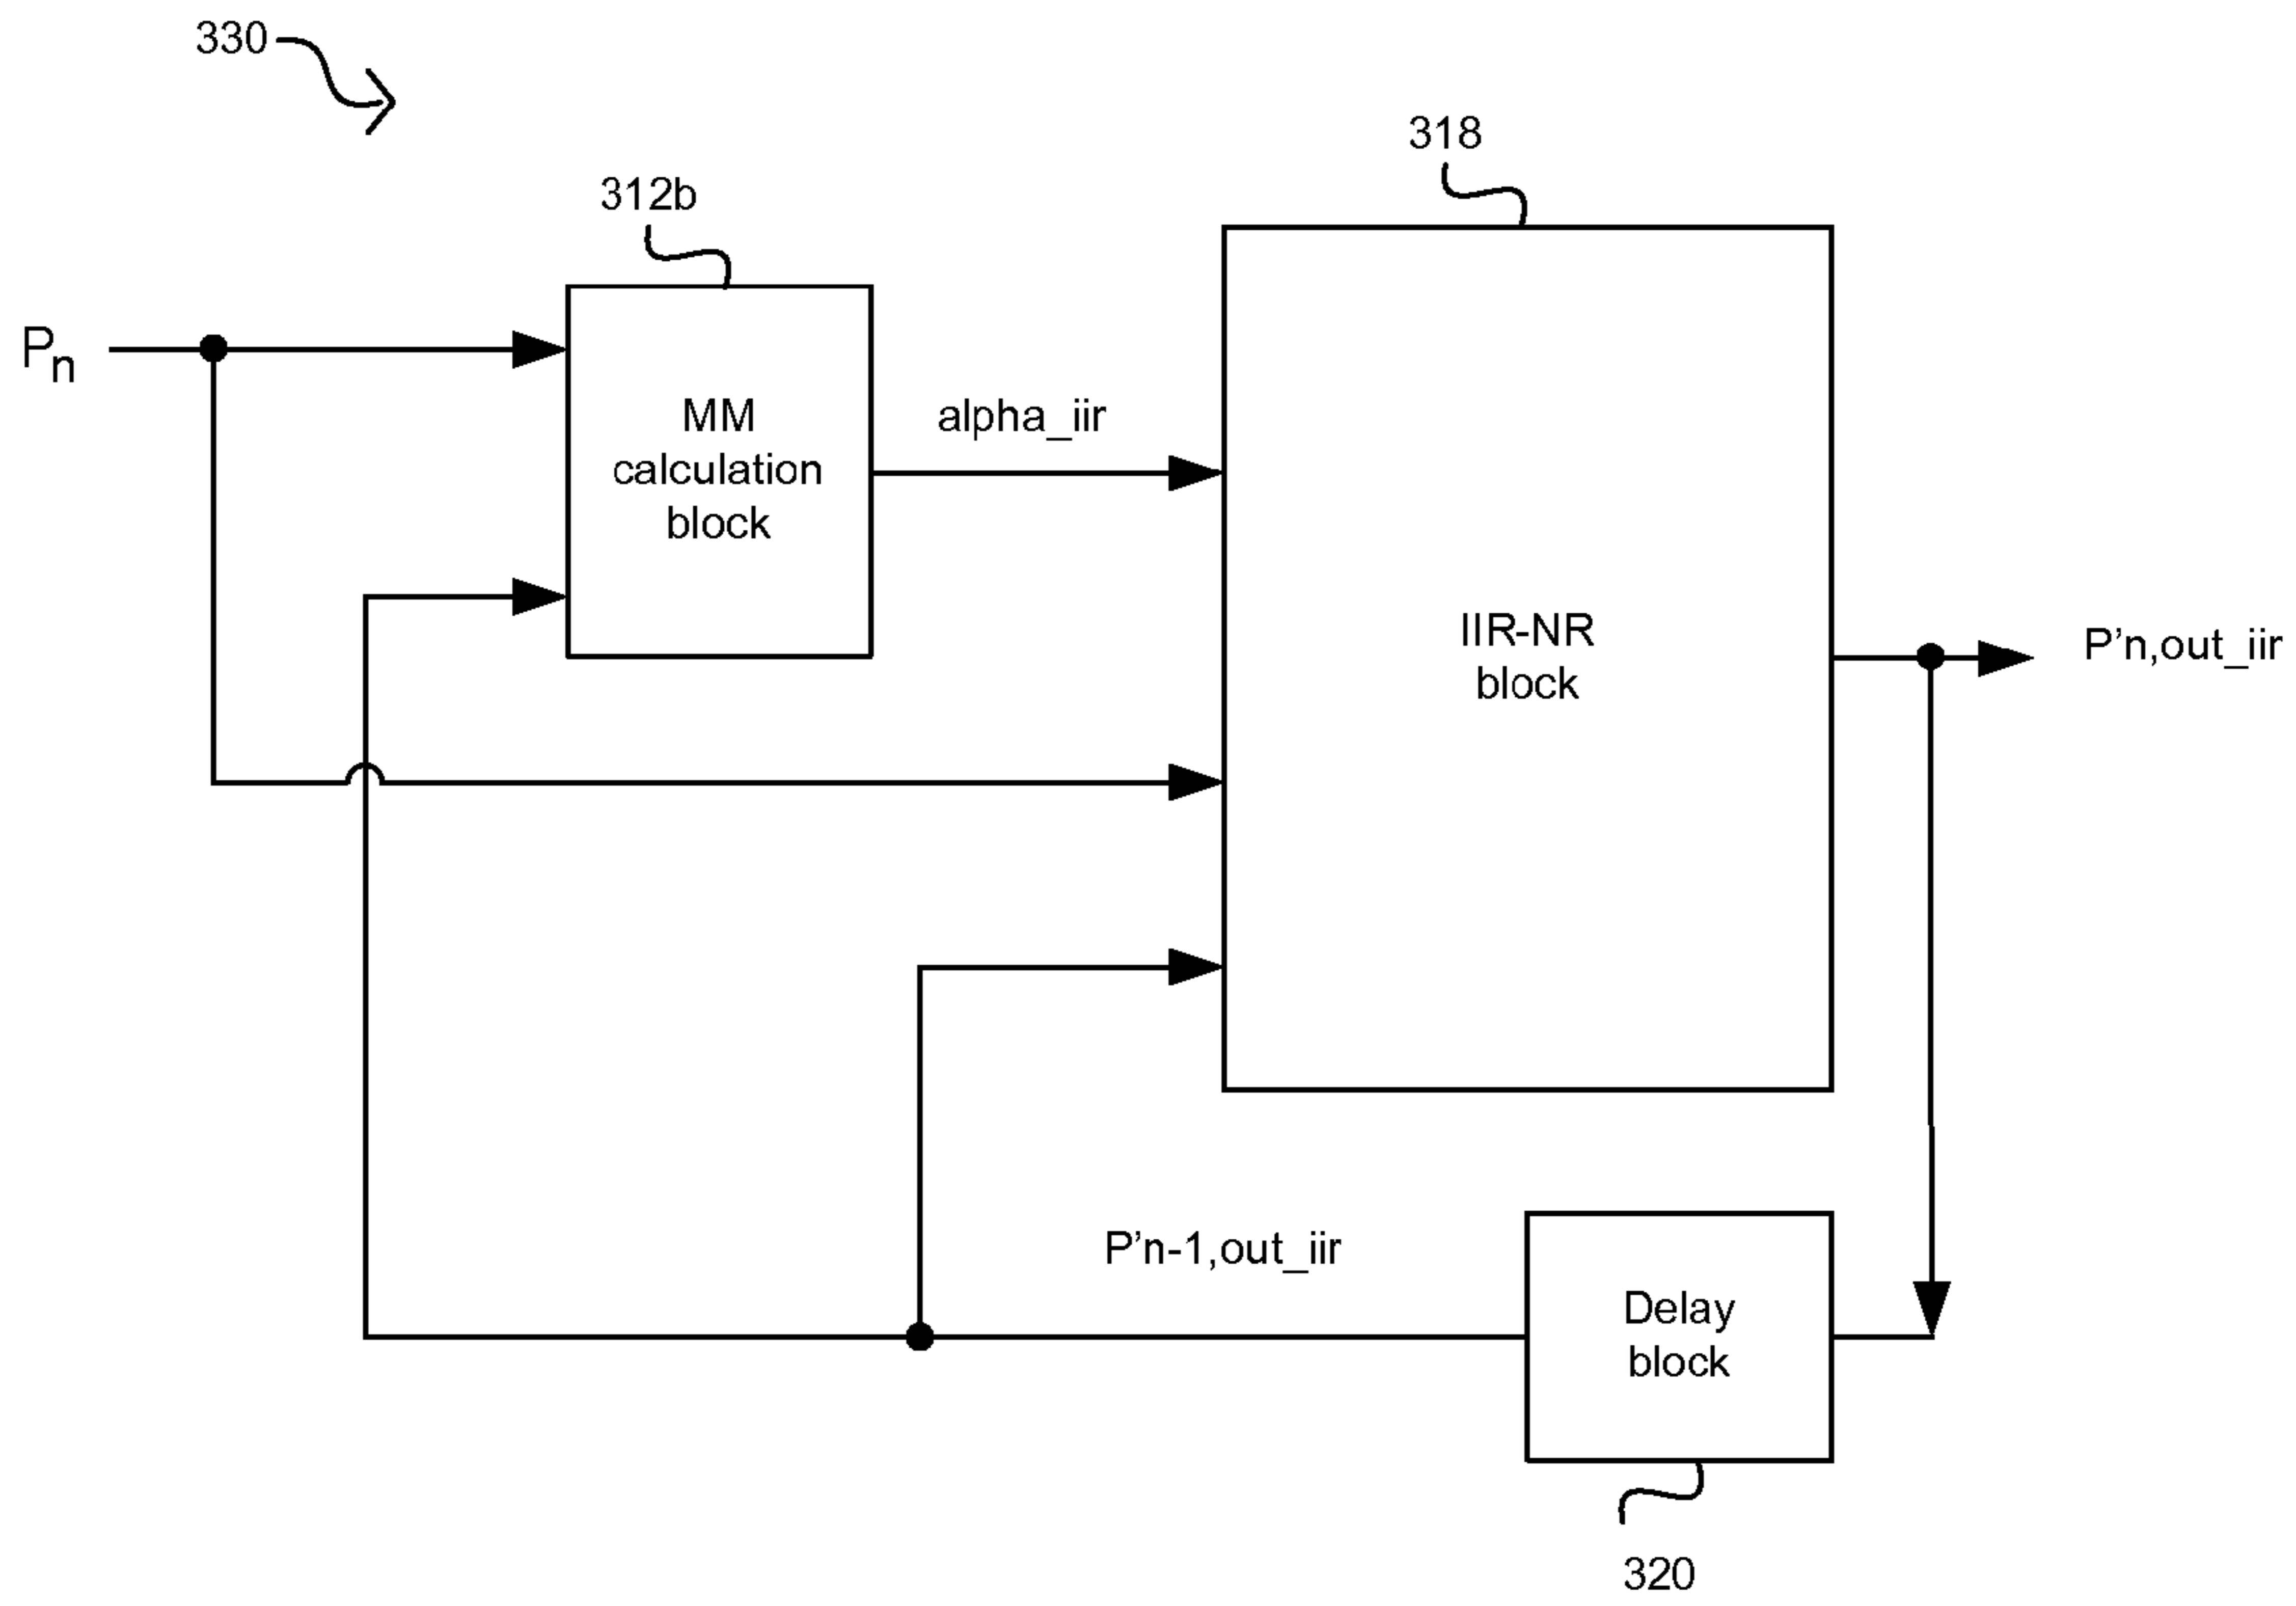 330
318
312b
Pn
MM
calculation
block
alpha_iir
IIR-NR
block
P'n,out_iir
P'n-1,out_iir
Delay
block
320